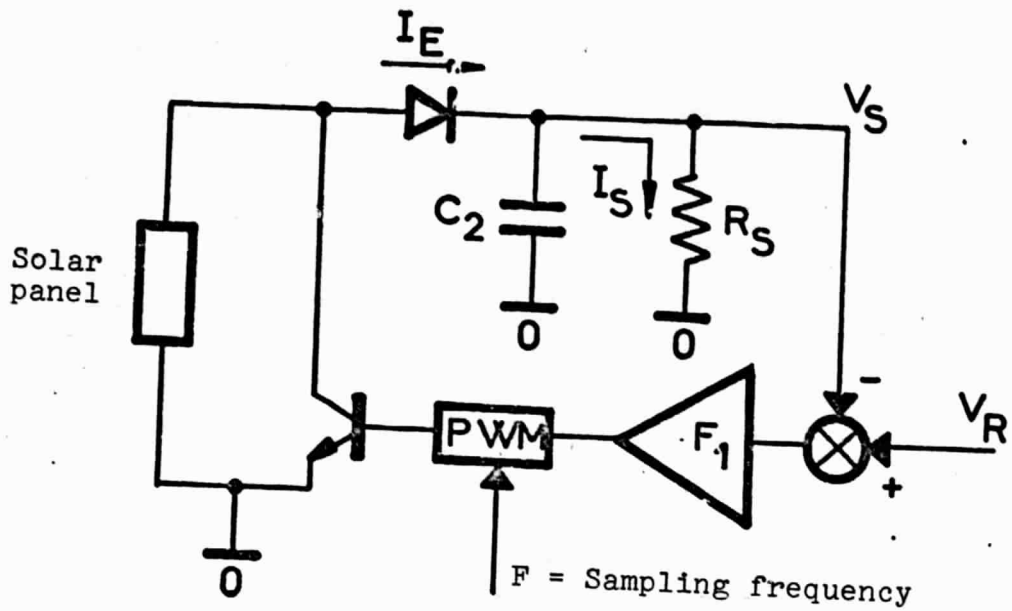 I_E
V_S
C_2
I_S
R_S
Solar
panel
0
0
-
V_R
PWM
F_1
+
0
F = Sampling frequency